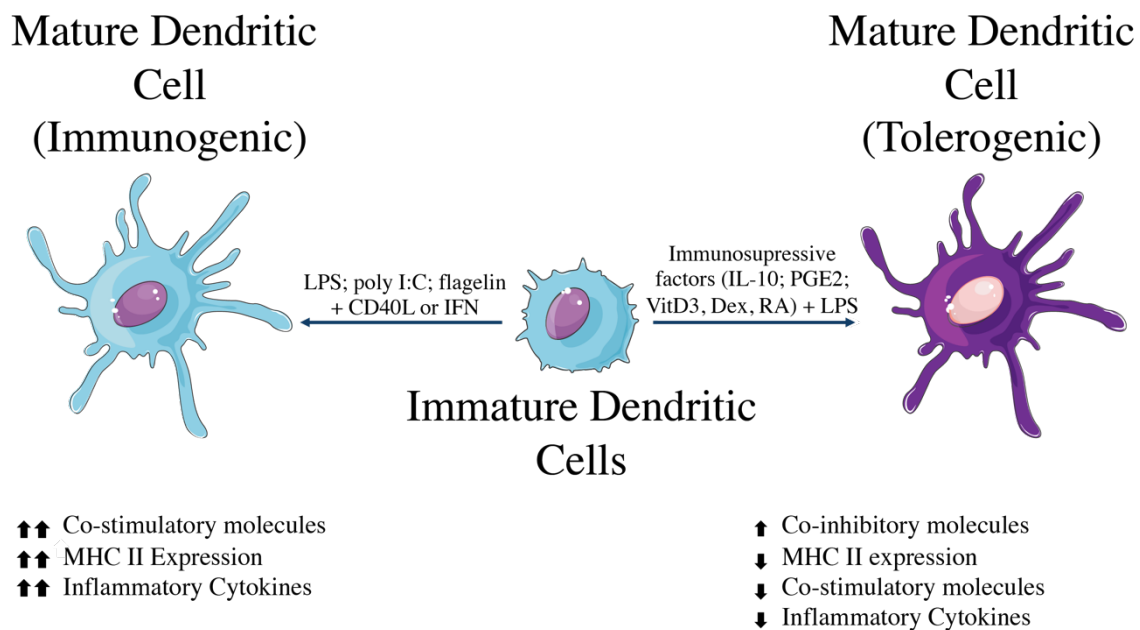 Mature Dendritic
Cell
(Immunogenic)
Mature Dendritic
Cell
(Tolerogenic)
LPS; poly I:C; flagelin
+ CD40L or IFN
Immunosupressive
factors (IL-10; PGE2;
VitD3, Dex, RA) + LPS
Immature Dendritic
Cells
Co-stimulatory molecules
MHC II Expression
Inflammatory Cytokines
Co-inhibitory molecules
MHC II expression
Co-stimulatory molecules
Inflammatory Cytokines